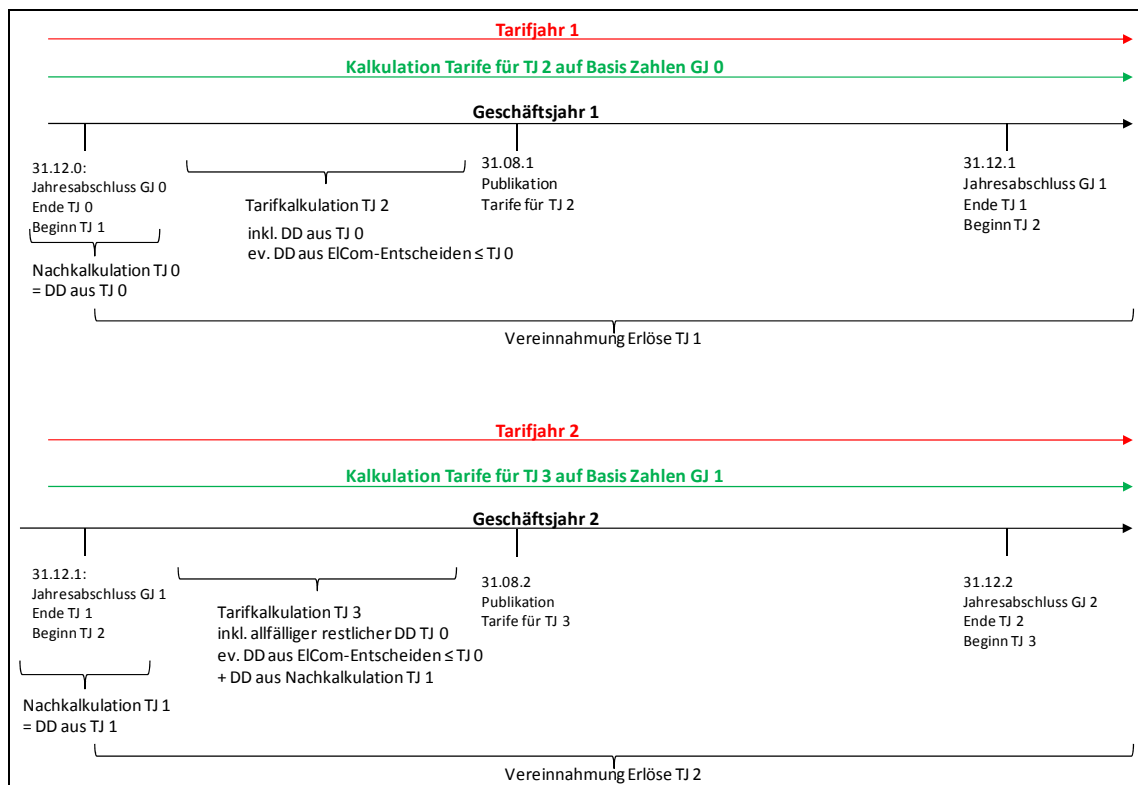 Tarifjahr 1
Kalkulation Tarife für TJ 2 auf Basis Zahlen GJ 0
Geschäftsjahr 1
31.12.0:
Jahresabschluss GJ 0
Ende TJ 0
Beginn TJ 1
Nachkalkulation TJ 0
= DD aus TJ 0
Tarifkalkulation TJ 2
inkl. DD aus TJ 0
ev. DD aus ElCom-Entscheiden ≤ TJ 0
31.08.1
Publikation
Tarife für TJ 2
31.12.1
Jahresabschluss GJ 1
Ende TJ 1
Beginn TJ 2
Vereinnahmung Erlöse TJ 1
Tarifjahr 2
Kalkulation Tarife für TJ 3 auf Basis Zahlen GJ 1
Geschäftsjahr 2
31.12.1:
Jahresabschluss GJ 1
Ende TJ 1
Beginn TJ 2
Nachkalkulation TJ 1
= DD aus TJ 1
Tarifkalkulation TJ 3
inkl. allfälliger restlicher DD TJ 0
ev. DD aus ElCom-Entscheiden ≤ TJ 0
+ DD aus Nachkalkulation TJ 1
31.08.2
Publikation
Tarife für TJ 3
31.12.2
Jahresabschluss GJ 2
Ende TJ 2
Beginn TJ 3
Vereinnahmung Erlöse TJ 2